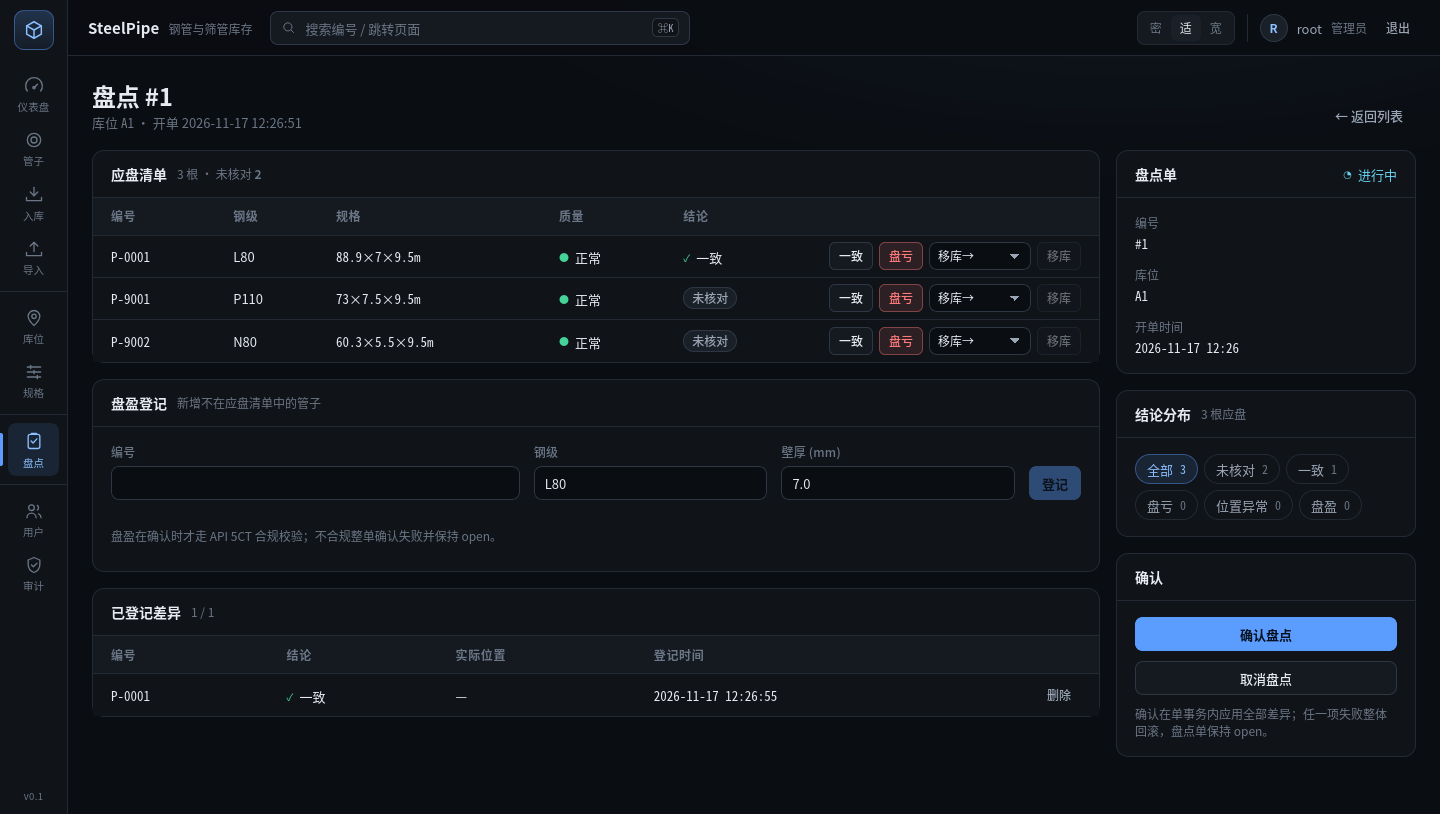 SteelPipe 钢管与筛管库存
搜索编号 / 跳转页面
⌘K
密 适 宽
R root 管理员 退出
仪表盘
管子
入库
导入
库位
规格
盘点
用户
审计
v0.1
盘点 #1
库位 A1 · 开单 2026-11-17 12:26:51
← 返回列表
应盘清单 3 根 · 未核对 2
编号 钢级 规格 质量 结论
P-0001 L80 88.9×7×9.5m 正常 ✓ 一致 一致 盘亏 移库→ 移库
P-9001 P110 73×7.5×9.5m 正常 未核对 一致 盘亏 移库→ 移库
P-9002 N80 60.3×5.5×9.5m 正常 未核对 一致 盘亏 移库→ 移库
盘盈登记 新增不在应盘清单中的管子
编号 钢级 壁厚 (mm)
L80 7.0 登记
盘盈在确认时才走 API 5CT 合规校验；不合规整单确认失败并保持 open。
已登记差异 1 / 1
编号 结论 实际位置 登记时间
P-0001 ✓ 一致 — 2026-11-17 12:26:55 删除
盘点单 进行中
编号
#1
库位
A1
开单时间
2026-11-17 12:26
结论分布 3 根应盘
全部 3 未核对 2 一致 1
盘亏 0 位置异常 0 盘盈 0
确认
确认盘点
取消盘点
确认在单事务内应用全部差异；任一项失败整体
回滚，盘点单保持 open。